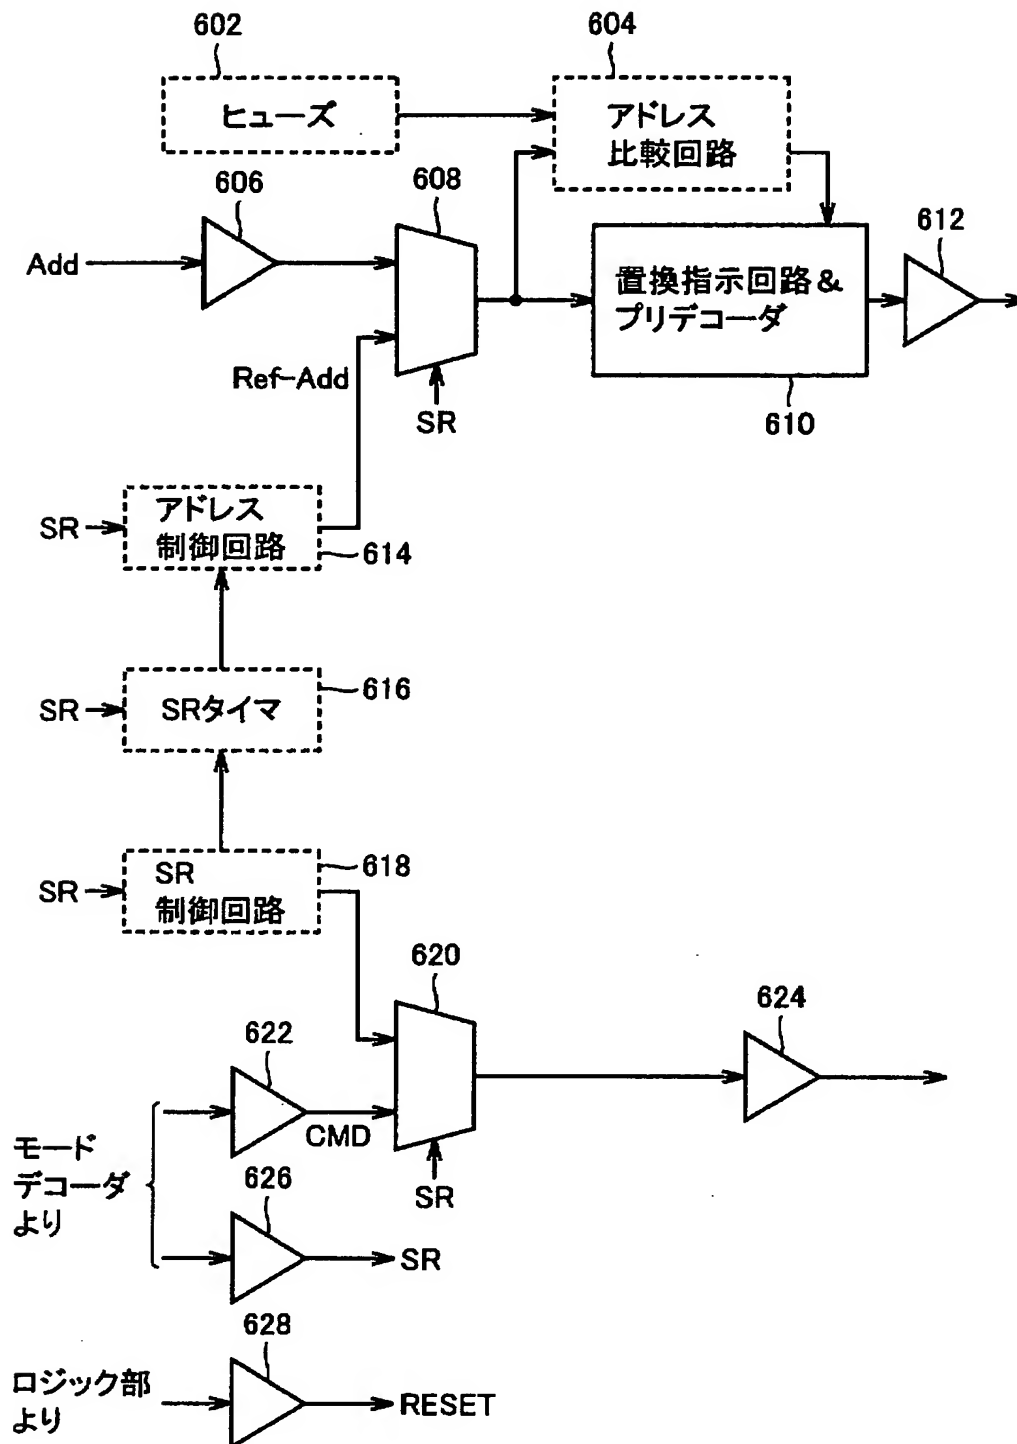 602
604
ヒューズ
アドレス
比較回路
606
608
612
Add
置換指示回路&
プリデコーダ
Ref-Add
SR
610
SR
アドレス
制御回路
614
SR
SRタイマ
616
SR
SR
制御回路
618
620
624
622
CMD
モード
デコーダ
より
SR
626
SR
628
ロジック部
より
RESET